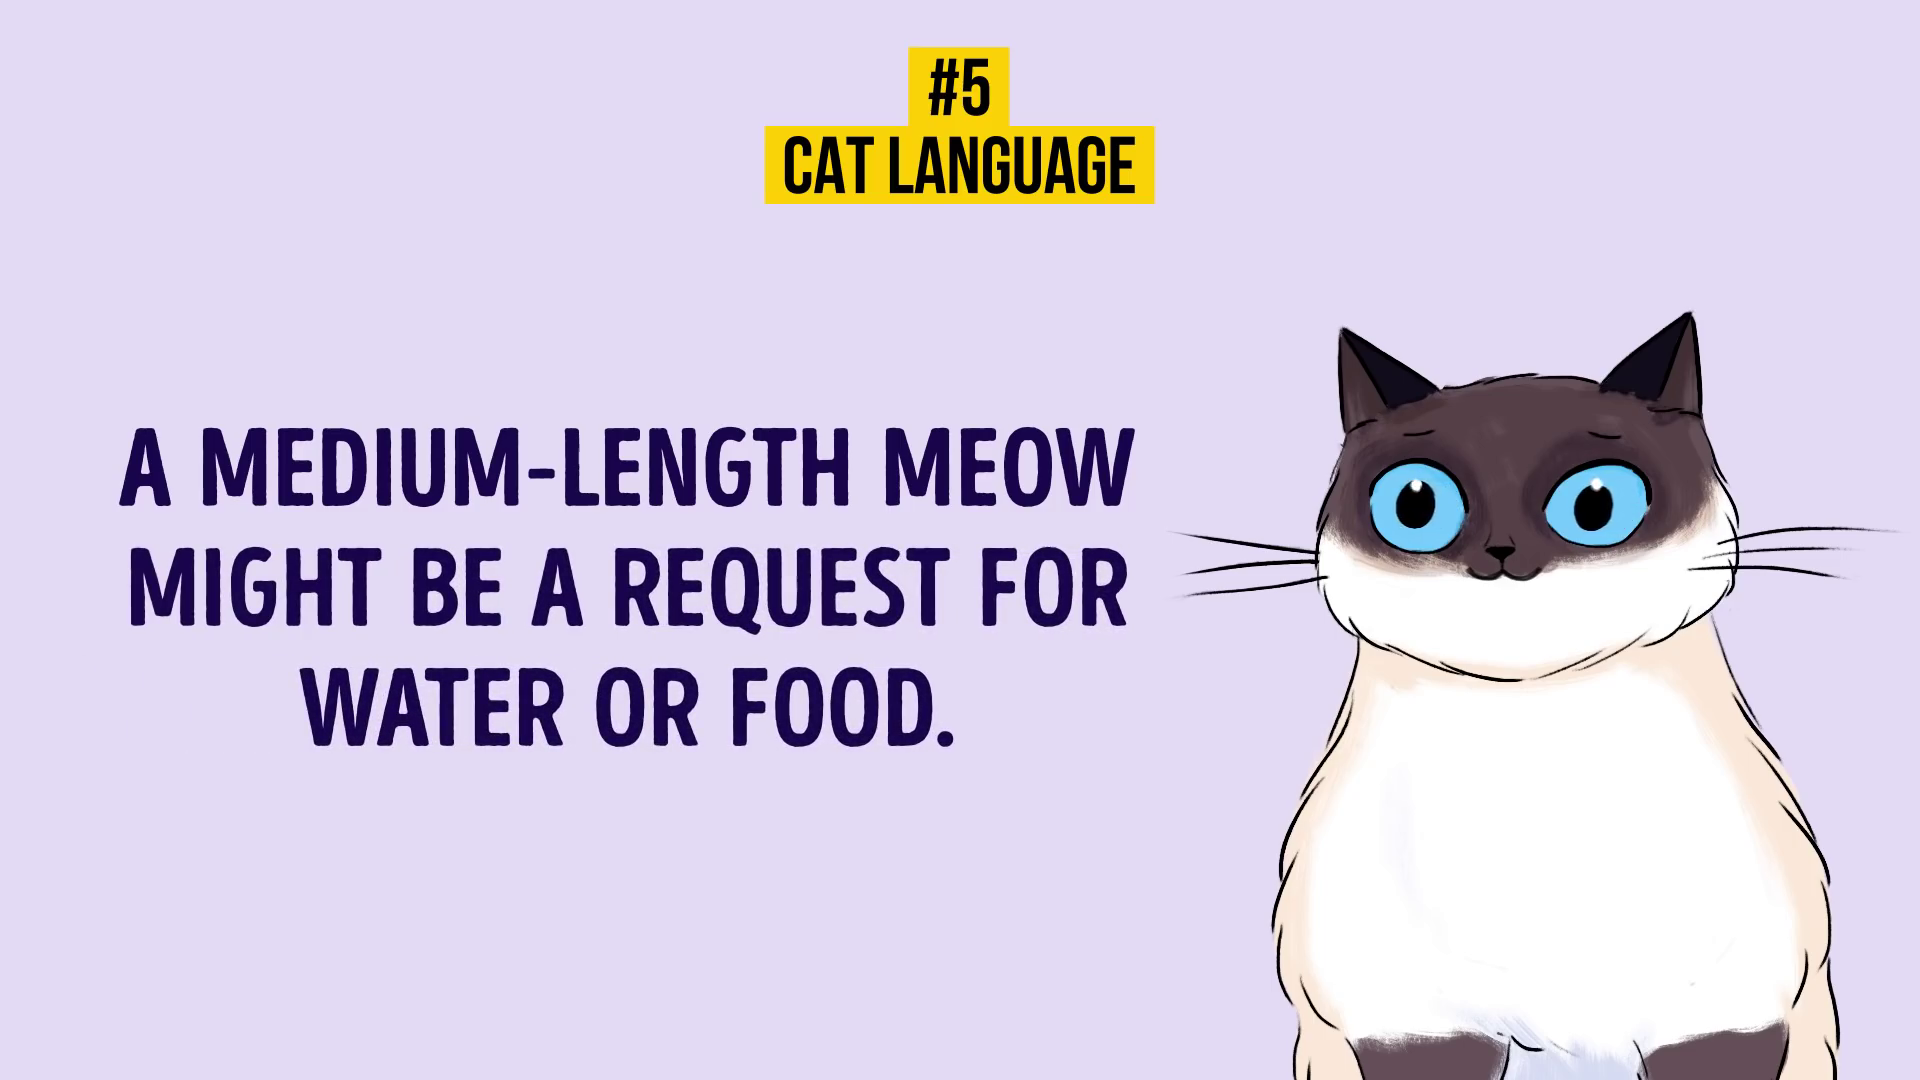 #5
CAT LANGUAGE
A MEDIUM-LENGTH MEOW
MIGHT BE A REQUEST FOR
WATER OR FOOD.